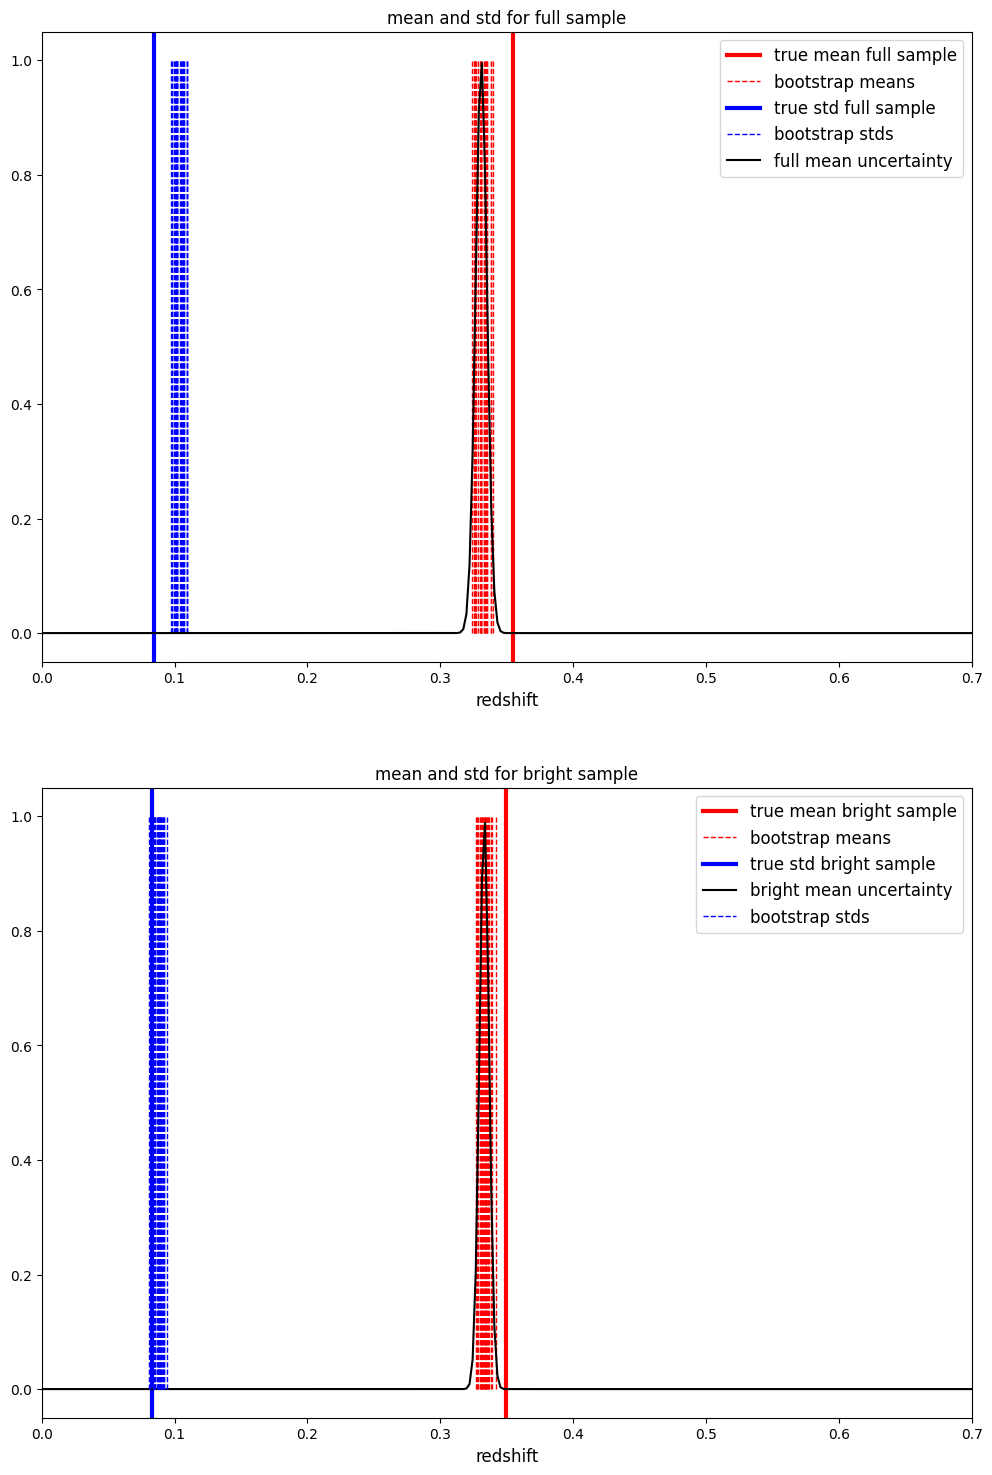 mean and std for full sample
true mean full sample
bootstrap means
true std full sample
bootstrap stds
full mean uncertainty
1.0
0.8
0.6
0.4
0.2
0.0
0.0 0.1 0.2 0.3 0.4 0.5 0.6 0.7
redshift
mean and std for bright sample
true mean bright sample
bootstrap means
true std bright sample
bright mean uncertainty
bootstrap stds
1.0
0.8
0.6
0.4
0.2
0.0
0.0 0.1 0.2 0.3 0.4 0.5 0.6 0.7
redshift